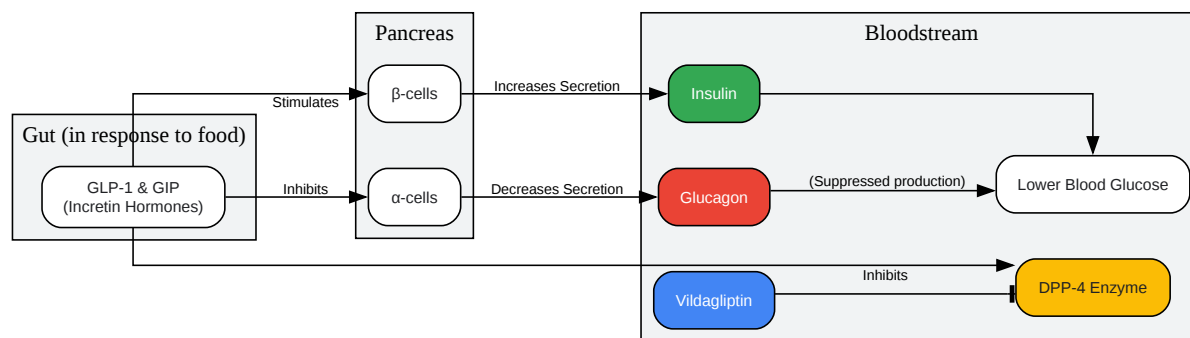 Pancreas
Bloodstream
β-cells
Increases Secretion
Insulin
Stimulates
Gut (in response to food)
GLP-1 & GIP
(Incretin Hormones)
Inhibits
α-cells
Decreases Secretion
Glucagon
(Suppressed production)
Lower Blood Glucose
Vildagliptin
Inhibits
DPP-4 Enzyme